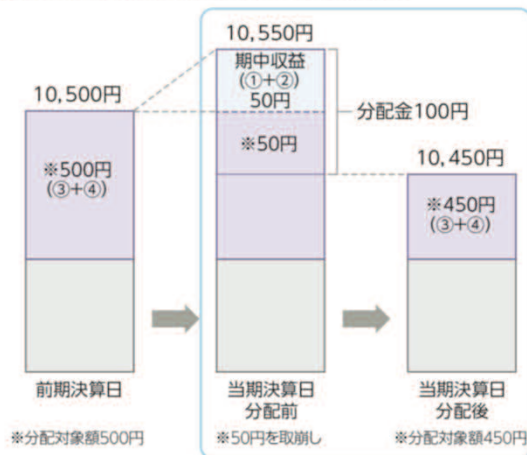 10,550円
期中収益
(①+②)
50円
10,500円
分配金100円
※50円
10,450円
※500円
(③+④)
※450円
(③+④)
前期決算日
当期決算日
分配前
当期決算日
分配後
※分配対象額500円
※50円を取崩し
※分配対象額450円